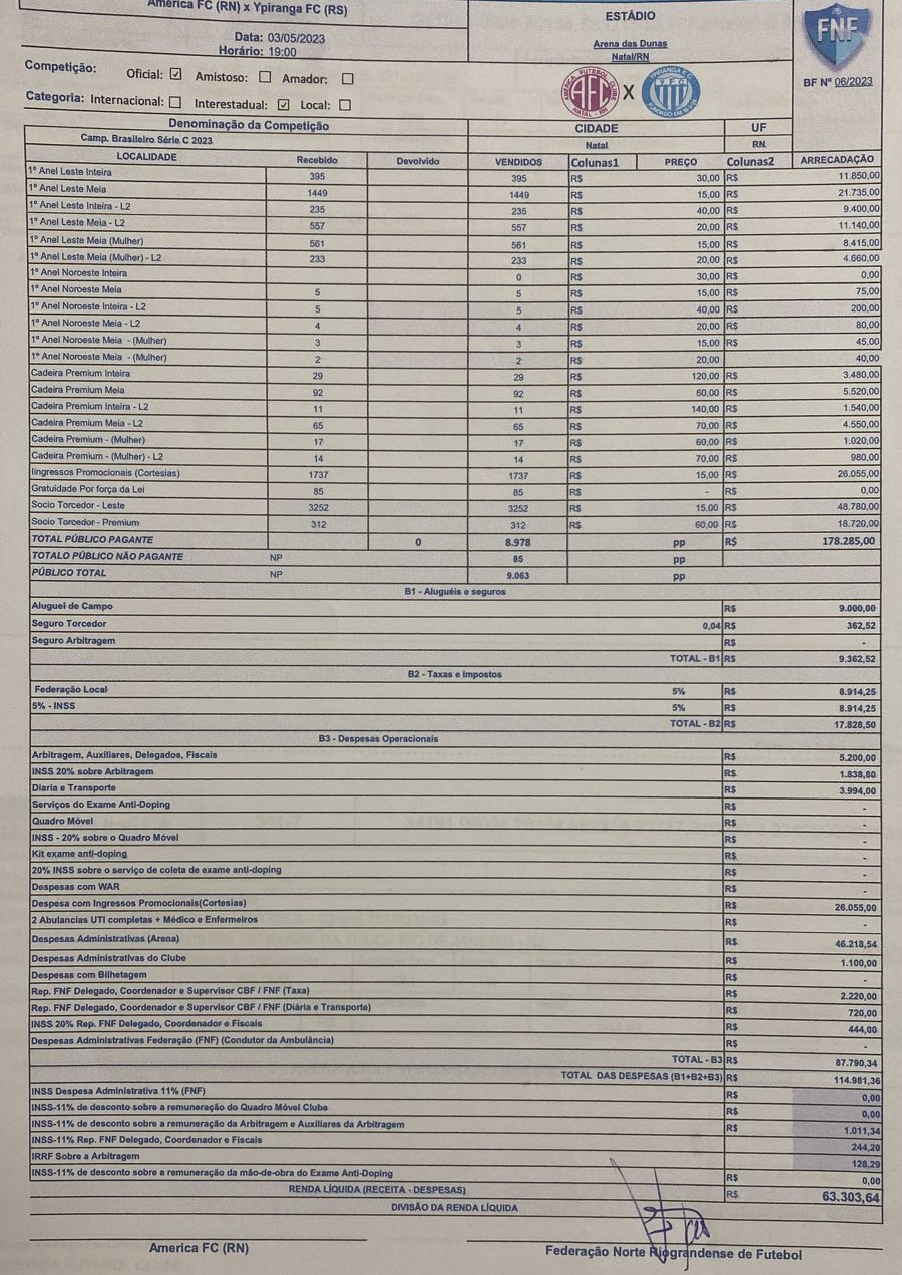 America FC (RN) x Ypiranga FC (RS)
ESTÁDIO
Data: 03/05/2023
Horário: 19:00
Arena das Dunas
Natal/RN
FNF
BF Nº 06/2023
Competição: Oficial: ☑ Amistoso: ☐ Amador: ☐
Categoria: Internacional: ☐ Interestadual: ☑ Local: ☐
AMÉRICA FUTEBOL CLUBE
AFC
NATAL - RN
X
YPIRANGA F.C.
Y.F.C.
Denominação da Competição CIDADE UF
Camp. Brasileiro Série C 2023 Natal RN
LOCALIDADE Recebido Devolvido VENDIDOS Colunas1 PREÇO Colunas2 ARRECADAÇÃO
1º Anel Leste Inteira 395 395 R$ 30,00 R$ 11.850,00
1º Anel Leste Meia 1449 1449 R$ 15,00 R$ 21.735,00
1º Anel Leste Inteira - L2 235 235 R$ 40,00 R$ 9.400,00
1º Anel Leste Meia - L2 557 557 R$ 20,00 R$ 11.140,00
1º Anel Leste Meia (Mulher) 561 561 R$ 15,00 R$ 8.415,00
1º Anel Leste Meia (Mulher) - L2 233 233 R$ 20,00 R$ 4.660,00
1º Anel Noroeste Inteira 0 R$ 30,00 R$ 0,00
1º Anel Noroeste Meia 5 5 R$ 15,00 R$ 75,00
1º Anel Noroeste Inteira - L2 5 5 R$ 40,00 R$ 200,00
1º Anel Noroeste Meia - L2 4 4 R$ 20,00 R$ 80,00
1º Anel Noroeste Meia - (Mulher) 3 3 R$ 15,00 R$ 45,00
1º Anel Noroeste Meia - (Mulher) 2 2 R$ 20,00 40,00
Cadeira Premium Inteira 29 29 R$ 120,00 R$ 3.480,00
Cadeira Premium Meia 92 92 R$ 60,00 R$ 5.520,00
Cadeira Premium Inteira - L2 11 11 R$ 140,00 R$ 1.540,00
Cadeira Premium Meia - L2 65 65 R$ 70,00 R$ 4.550,00
Cadeira Premium - (Mulher) 17 17 R$ 60,00 R$ 1.020,00
Cadeira Premium - (Mulher) - L2 14 14 R$ 70,00 R$ 980,00
Iingressos Promocionais (Cortesias) 1737 1737 R$ 15,00 R$ 26.055,00
Gratuidade Por força da Lei 85 85 R$ - R$ 0,00
Socio Torcedor - Leste 3252 3252 R$ 15,00 R$ 48.780,00
Socio Torcedor - Premium 312 312 R$ 60,00 R$ 18.720,00
TOTAL PÚBLICO PAGANTE 0 8.978 pp R$ 178.285,00
TOTALO PÚBLICO NÃO PAGANTE NP 85 pp
PÚBLICO TOTAL NP 9.063 pp
B1 - Aluguéis e seguros
Aluguel de Campo R$ 9.000,00
Seguro Torcedor 0,04 R$ 362,52
Seguro Arbitragem R$ -
TOTAL - B1 R$ 9.362,52
B2 - Taxas e Impostos
Federação Local 5% R$ 8.914,25
5% - INSS 5% R$ 8.914,25
TOTAL - B2 R$ 17.828,50
B3 - Despesas Operacionais
Arbitragem, Auxiliares, Delegados, Fiscais R$ 5.200,00
INSS 20% sobre Arbitragem R$ 1.838,80
Diaria e Transporte R$ 3.994,00
Serviços do Exame Anti-Doping R$ -
Quadro Móvel R$ -
INSS - 20% sobre o Quadro Móvel R$ -
Kit exame anti-doping R$ -
20% INSS sobre o serviço de coleta de exame anti-doping R$ -
Despesas com WAR R$ -
Despesa com Ingressos Promocionais(Cortesias) R$ 26.055,00
2 Abulancias UTI completas + Médico e Enfermeiros R$ -
Despesas Administrativas (Arena) R$ 46.218,54
Despesas Administrativas do Clube R$ 1.100,00
Despesas com Bilhetagem R$ -
Rep. FNF Delegado, Coordenador e Supervisor CBF / FNF (Taxa) R$ 2.220,00
Rep. FNF Delegado, Coordenador e Supervisor CBF / FNF (Diária e Transporte) R$ 720,00
INSS 20% Rep. FNF Delegado, Coordenador e Fiscais R$ 444,00
Despesas Administrativas Federação (FNF) (Condutor da Ambulância) R$ -
TOTAL - B3 R$ 87.790,34
TOTAL DAS DESPESAS (B1+B2+B3) R$ 114.981,36
INSS Despesa Administrativa 11% (FNF) R$ 0,00
INSS-11% de desconto sobre a remuneração do Quadro Móvel Clube R$ 0,00
INSS-11% de desconto sobre a remuneração da Arbitragem e Auxiliares da Arbitragem R$ 1.011,34
INSS-11% Rep. FNF Delegado, Coordenador e Fiscais 244,20
IRRF Sobre a Arbitragem 128,29
INSS-11% de desconto sobre a remuneração da mão-de-obra do Exame Anti-Doping R$ 0,00
RENDA LÍQUIDA (RECEITA - DESPESAS) R$ 63.303,64
DIVISÃO DA RENDA LÍQUIDA
America FC (RN) Federação Norte Riograndense de Futebol